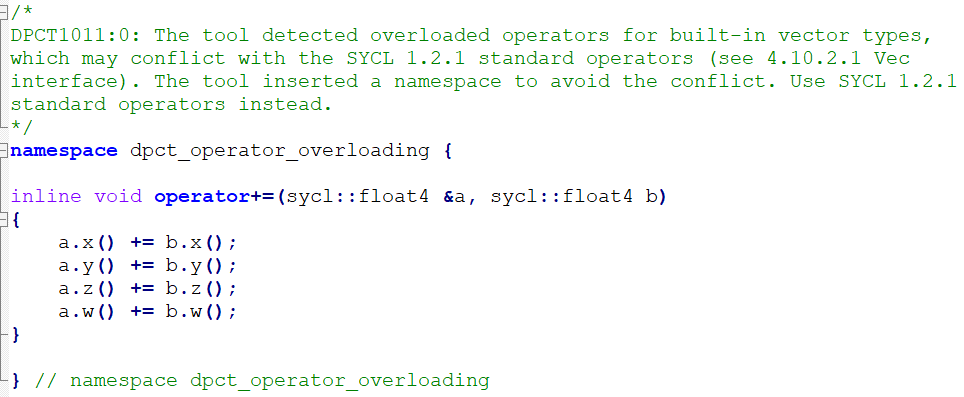 /*
DPCT1011:0: The tool detected overloaded operators for built-in vector types,
which may conflict with the SYCL 1.2.1 standard operators (see 4.10.2.1 Vec
interface). The tool inserted a namespace to avoid the conflict. Use SYCL 1.2.1
standard operators instead.
*/
namespace dpct_operator_overloading {

inline void operator+=(sycl::float4 &a, sycl::float4 b)
{
    a.x() += b.x();
    a.y() += b.y();
    a.z() += b.z();
    a.w() += b.w();
}

} // namespace dpct_operator_overloading